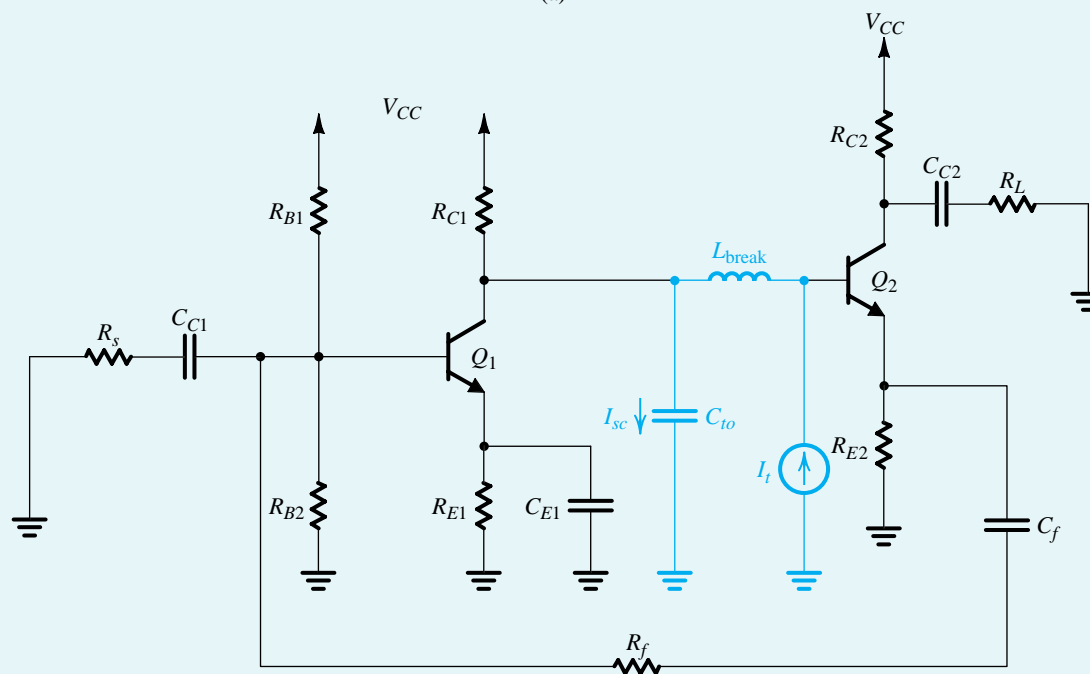 V_CC
V_CC
R_C2
C_C2
R_L
R_B1
R_C1
L_break
Q_2
C_C1
R_s
Q_1
I_sc
C_to
R_E2
I_t
R_B2
R_E1
C_E1
C_f
R_f